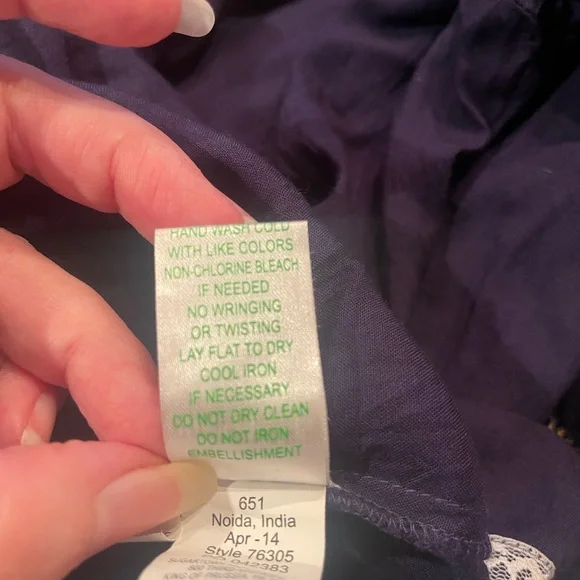 HAND WASH COLD
WITH LIKE COLORS
NON-CHLORINE BLEACH
IF NEEDED
NO WRINGING
OR TWISTING
LAY FLAT TO DRY
COOL IRON
IF NECESSARY
DO NOT DRY CLEAN
DO NOT IRON
EMBELLISHMENT
651
Noida, India
Apr - 14
Style 76305
042383